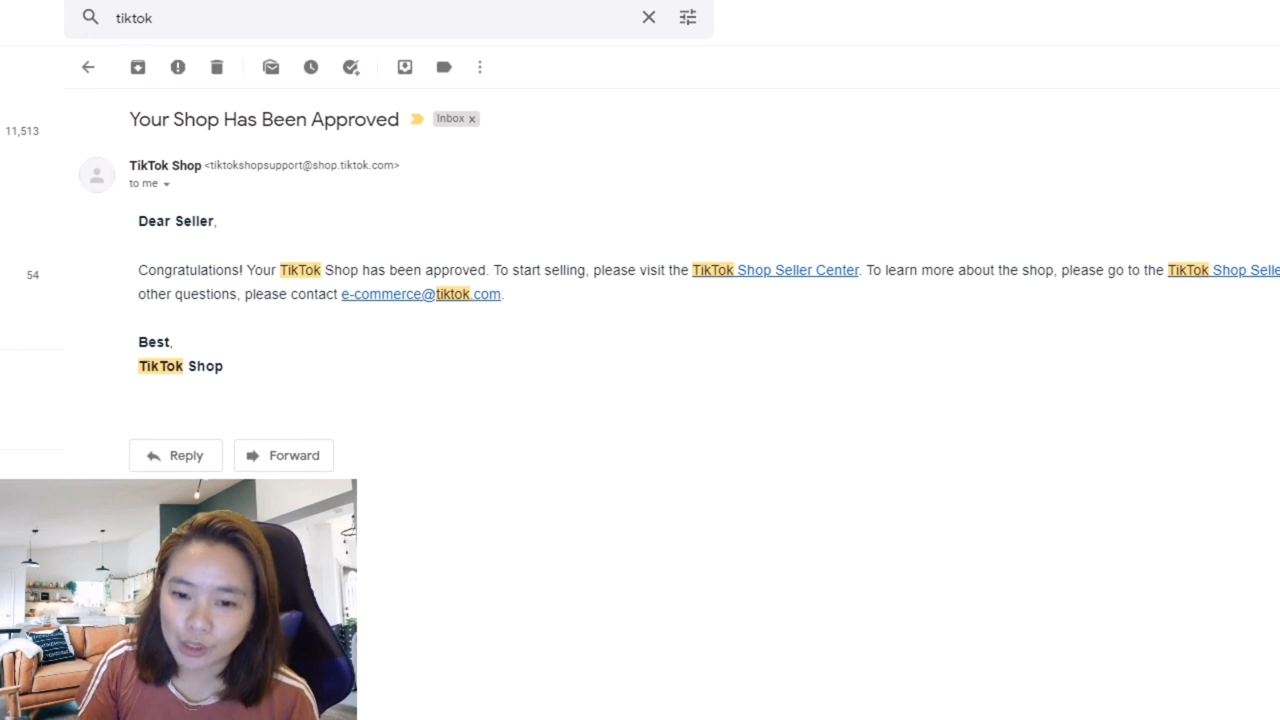 tiktok
Your Shop Has Been Approved
Inbox x
11,513
TikTok Shop <tiktokshopsupport@shop.tiktok.com>
to me
Dear Seller,
54
Congratulations! Your TikTok Shop has been approved. To start selling, please visit the TikTok Shop Seller Center. To learn more about the shop, please go to the TikTok Shop Selle
other questions, please contact e-commerce@tiktok.com.
Best,
TikTok Shop
Reply
Forward